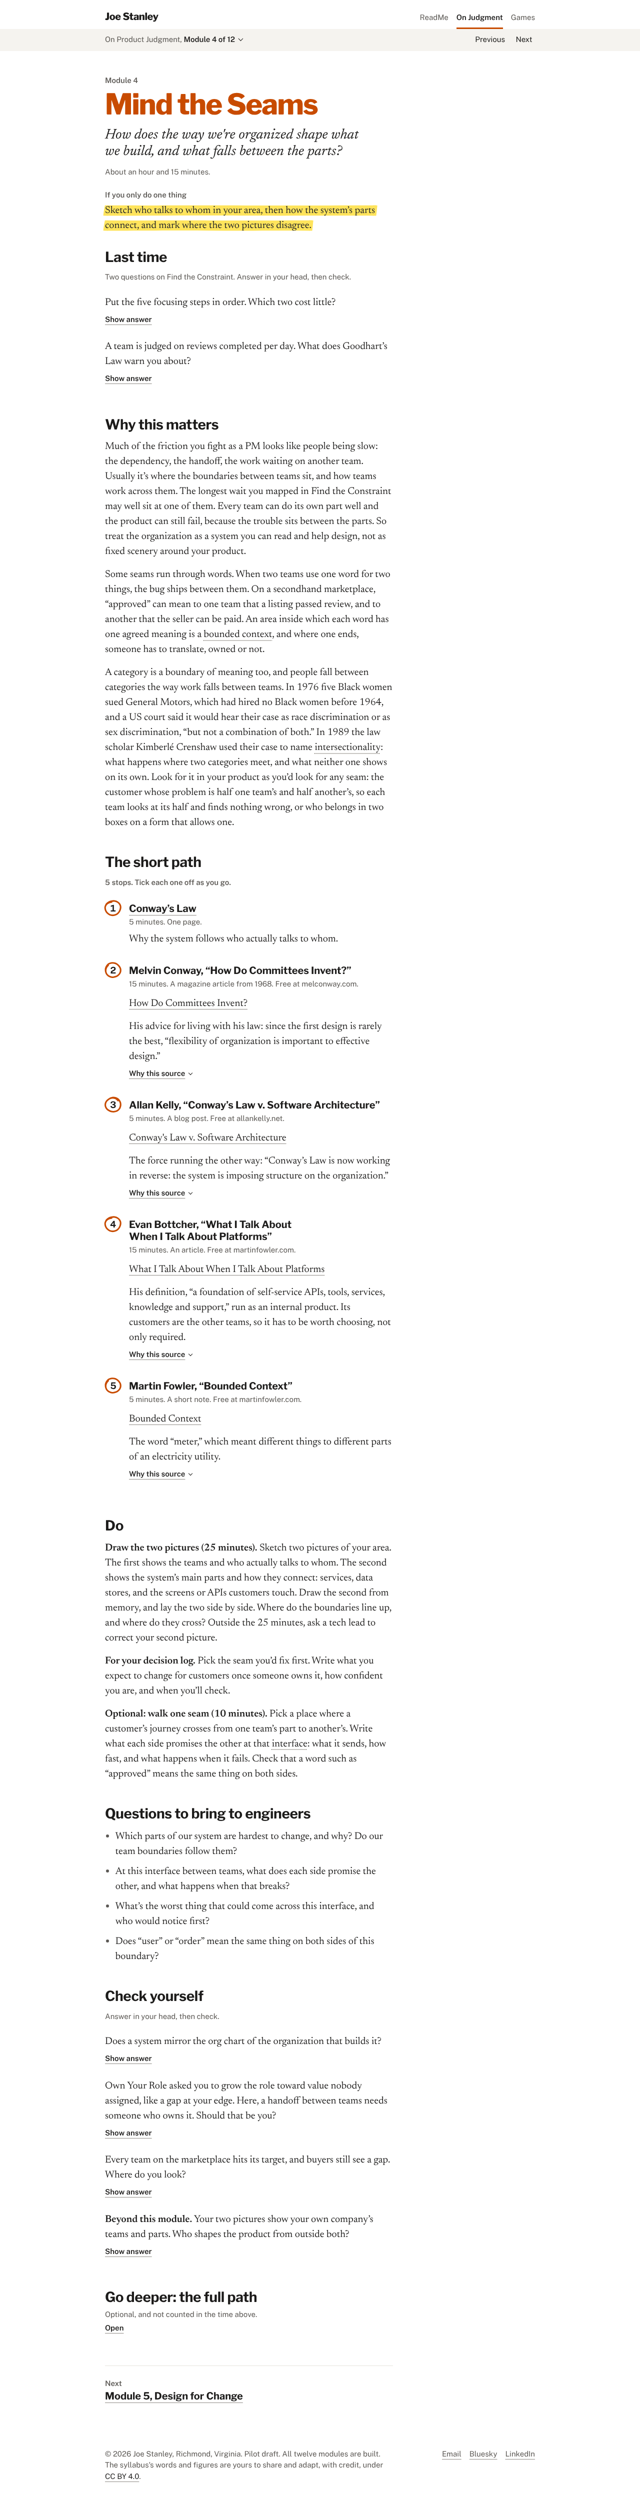 Joe Stanley
ReadMe On Judgment Games
On Product Judgment, Module 4 of 12
Previous Next
Module 4
Mind the Seams
How does the way we're organized shape what
we build, and what falls between the parts?
About an hour and 15 minutes.
If you only do one thing
Sketch who talks to whom in your area, then how the system's parts
connect, and mark where the two pictures disagree.
Last time
Two questions on Find the Constraint. Answer in your head, then check.
Put the five focusing steps in order. Which two cost little?
Show answer
A team is judged on reviews completed per day. What does Goodhart's
Law warn you about?
Show answer
Why this matters
Much of the friction you fight as a PM looks like people being slow:
the dependency, the handoff, the work waiting on another team.
Usually it's where the boundaries between teams sit, and how teams
work across them. The longest wait you mapped in Find the Constraint
may well sit at one of them. Every team can do its own part well and
the product can still fail, because the trouble sits between the parts. So
treat the organization as a system you can read and help design, not as
fixed scenery around your product.
Some seams run through words. When two teams use one word for two
things, the bug ships between them. On a secondhand marketplace,
“approved” can mean to one team that a listing passed review, and to
another that the seller can be paid. An area inside which each word has
one agreed meaning is a bounded context, and where one ends,
someone has to translate, owned or not.
A category is a boundary of meaning too, and people fall between
categories the way work falls between teams. In 1976 five Black women
sued General Motors, which had hired no Black women before 1964,
and a US court said it would hear their case as race discrimination or as
sex discrimination, “but not a combination of both.” In 1989 the law
scholar Kimberlé Crenshaw used their case to name intersectionality:
what happens where two categories meet, and what neither one shows
on its own. Look for it in your product as you'd look for any seam: the
customer whose problem is half one team's and half another's, so each
team looks at its half and finds nothing wrong, or who belongs in two
boxes on a form that allows one.
The short path
5 stops. Tick each one off as you go.
1 Conway's Law
5 minutes. One page.
Why the system follows who actually talks to whom.
2 Melvin Conway, “How Do Committees Invent?”
15 minutes. A magazine article from 1968. Free at melconway.com.
How Do Committees Invent?
His advice for living with his law: since the first design is rarely
the best, “flexibility of organization is important to effective
design.”
Why this source
3 Allan Kelly, “Conway's Law v. Software Architecture”
5 minutes. A blog post. Free at allankelly.net.
Conway's Law v. Software Architecture
The force running the other way: “Conway's Law is now working
in reverse: the system is imposing structure on the organization.”
Why this source
4 Evan Bottcher, “What I Talk About
When I Talk About Platforms”
15 minutes. An article. Free at martinfowler.com.
What I Talk About When I Talk About Platforms
His definition, “a foundation of self-service APIs, tools, services,
knowledge and support,” run as an internal product. Its
customers are the other teams, so it has to be worth choosing, not
only required.
Why this source
5 Martin Fowler, “Bounded Context”
5 minutes. A short note. Free at martinfowler.com.
Bounded Context
The word “meter,” which meant different things to different parts
of an electricity utility.
Why this source
Do
Draw the two pictures (25 minutes). Sketch two pictures of your area.
The first shows the teams and who actually talks to whom. The second
shows the system's main parts and how they connect: services, data
stores, and the screens or APIs customers touch. Draw the second from
memory, and lay the two side by side. Where do the boundaries line up,
and where do they cross? Outside the 25 minutes, ask a tech lead to
correct your second picture.
For your decision log. Pick the seam you'd fix first. Write what you
expect to change for customers once someone owns it, how confident
you are, and when you'll check.
Optional: walk one seam (10 minutes). Pick a place where a
customer's journey crosses from one team's part to another's. Write
what each side promises the other at that interface: what it sends, how
fast, and what happens when it fails. Check that a word such as
“approved” means the same thing on both sides.
Questions to bring to engineers
• Which parts of our system are hardest to change, and why? Do our
team boundaries follow them?
• At this interface between teams, what does each side promise the
other, and what happens when that breaks?
• What's the worst thing that could come across this interface, and
who would notice first?
• Does “user” or “order” mean the same thing on both sides of this
boundary?
Check yourself
Answer in your head, then check.
Does a system mirror the org chart of the organization that builds it?
Show answer
Own Your Role asked you to grow the role toward value nobody
assigned, like a gap at your edge. Here, a handoff between teams needs
someone who owns it. Should that be you?
Show answer
Every team on the marketplace hits its target, and buyers still see a gap.
Where do you look?
Show answer
Beyond this module. Your two pictures show your own company's
teams and parts. Who shapes the product from outside both?
Show answer
Go deeper: the full path
Optional, and not counted in the time above.
Open
Next
Module 5, Design for Change
© 2026 Joe Stanley, Richmond, Virginia. Pilot draft. All twelve modules are built.
The syllabus's words and figures are yours to share and adapt, with credit, under
CC BY 4.0.
Email Bluesky LinkedIn